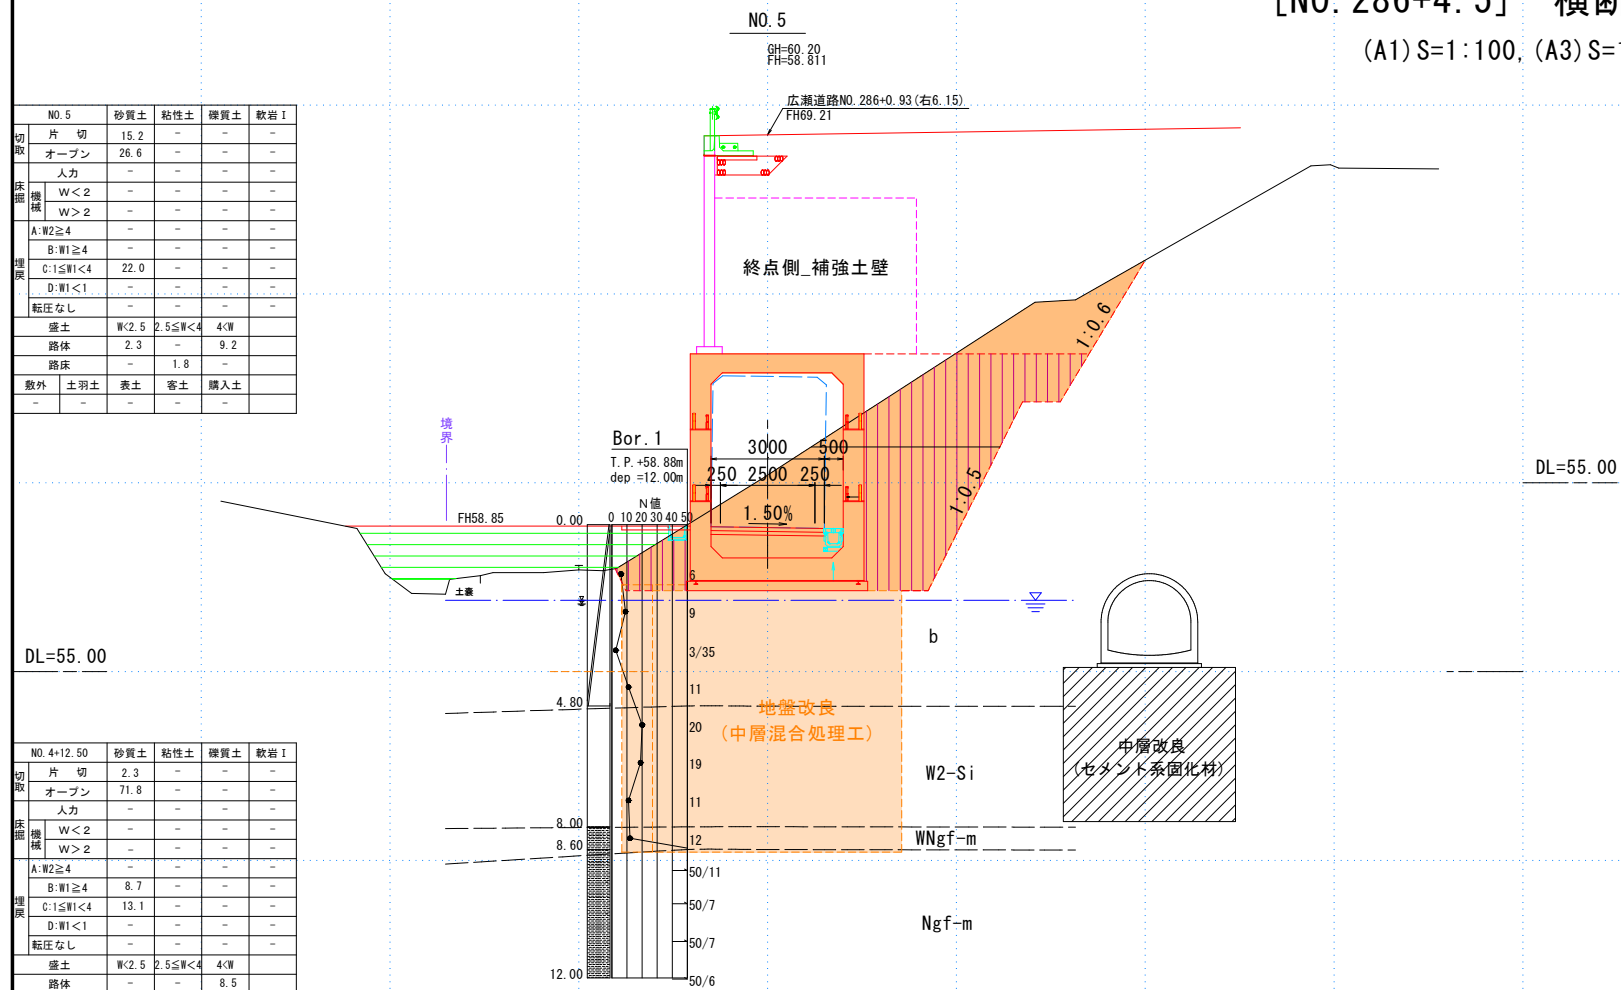 [NO.286+4.5] 横断
(A1)S=1:100,(A3)S=1
NO.5
GH=60.20
FH=58.811
広瀬道路NO.286+0.93(右6.15)
FH69.21
NO.5 砂質土 粘性土 礫質土 軟岩Ⅰ
切取 片 切 15.2 - - -
オープン 26.6 - - -
床掘 人力 - - - -
機械 W<2 - - - -
W>2 - - - -
埋戻 A:W2≧4 - - - -
B:W1≧4 - - - -
C:1≦W1<4 22.0 - - -
D:W1<1 - - - -
転圧なし - - - -
盛土 W<2.5 2.5≦W<4 4<W
路体 2.3 - 9.2
路床 - 1.8 -
敷外 土羽土 表土 客土 購入土
- - - - -
終点側_補強土壁
1:0.6
1:0.5
境界
Bor.1
T.P.+58.88m
dep =12.00m
N値
0 10 20 30 40 50
3000 500
250 2500 250
1.50%
FH58.85
0.00
土嚢
6
9
3/35
11
20
19
11
12
50/11
50/7
50/7
50/6
4.80
8.00
8.60
12.00
DL=55.00
DL=55.00
b
地盤改良
(中層混合処理工)
W2-Si
WNgf-m
Ngf-m
中層改良
(セメント系固化材)
NO.4+12.50 砂質土 粘性土 礫質土 軟岩Ⅰ
切取 片 切 2.3 - - -
オープン 71.8 - - -
床掘 人力 - - - -
機械 W<2 - - - -
W>2 - - - -
埋戻 A:W2≧4 - - - -
B:W1≧4 8.7 - - -
C:1≦W1<4 13.1 - - -
D:W1<1 - - - -
転圧なし - - - -
盛土 W<2.5 2.5≦W<4 4<W
路体 - - 8.5